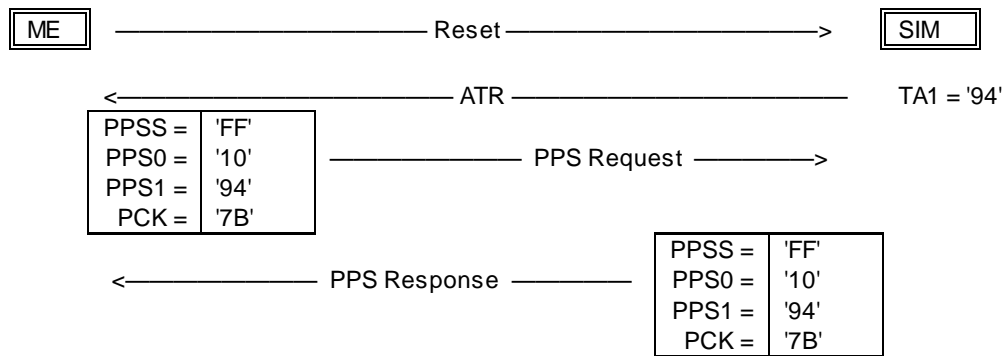 ME Reset SIM
ATR TA1 = '94'
PPSS = 'FF'
PPS0 = '10' PPS Request
PPS1 = '94'
PCK = '7B'
PPSS = 'FF'
PPS Response PPS0 = '10'
PPS1 = '94'
PCK = '7B'